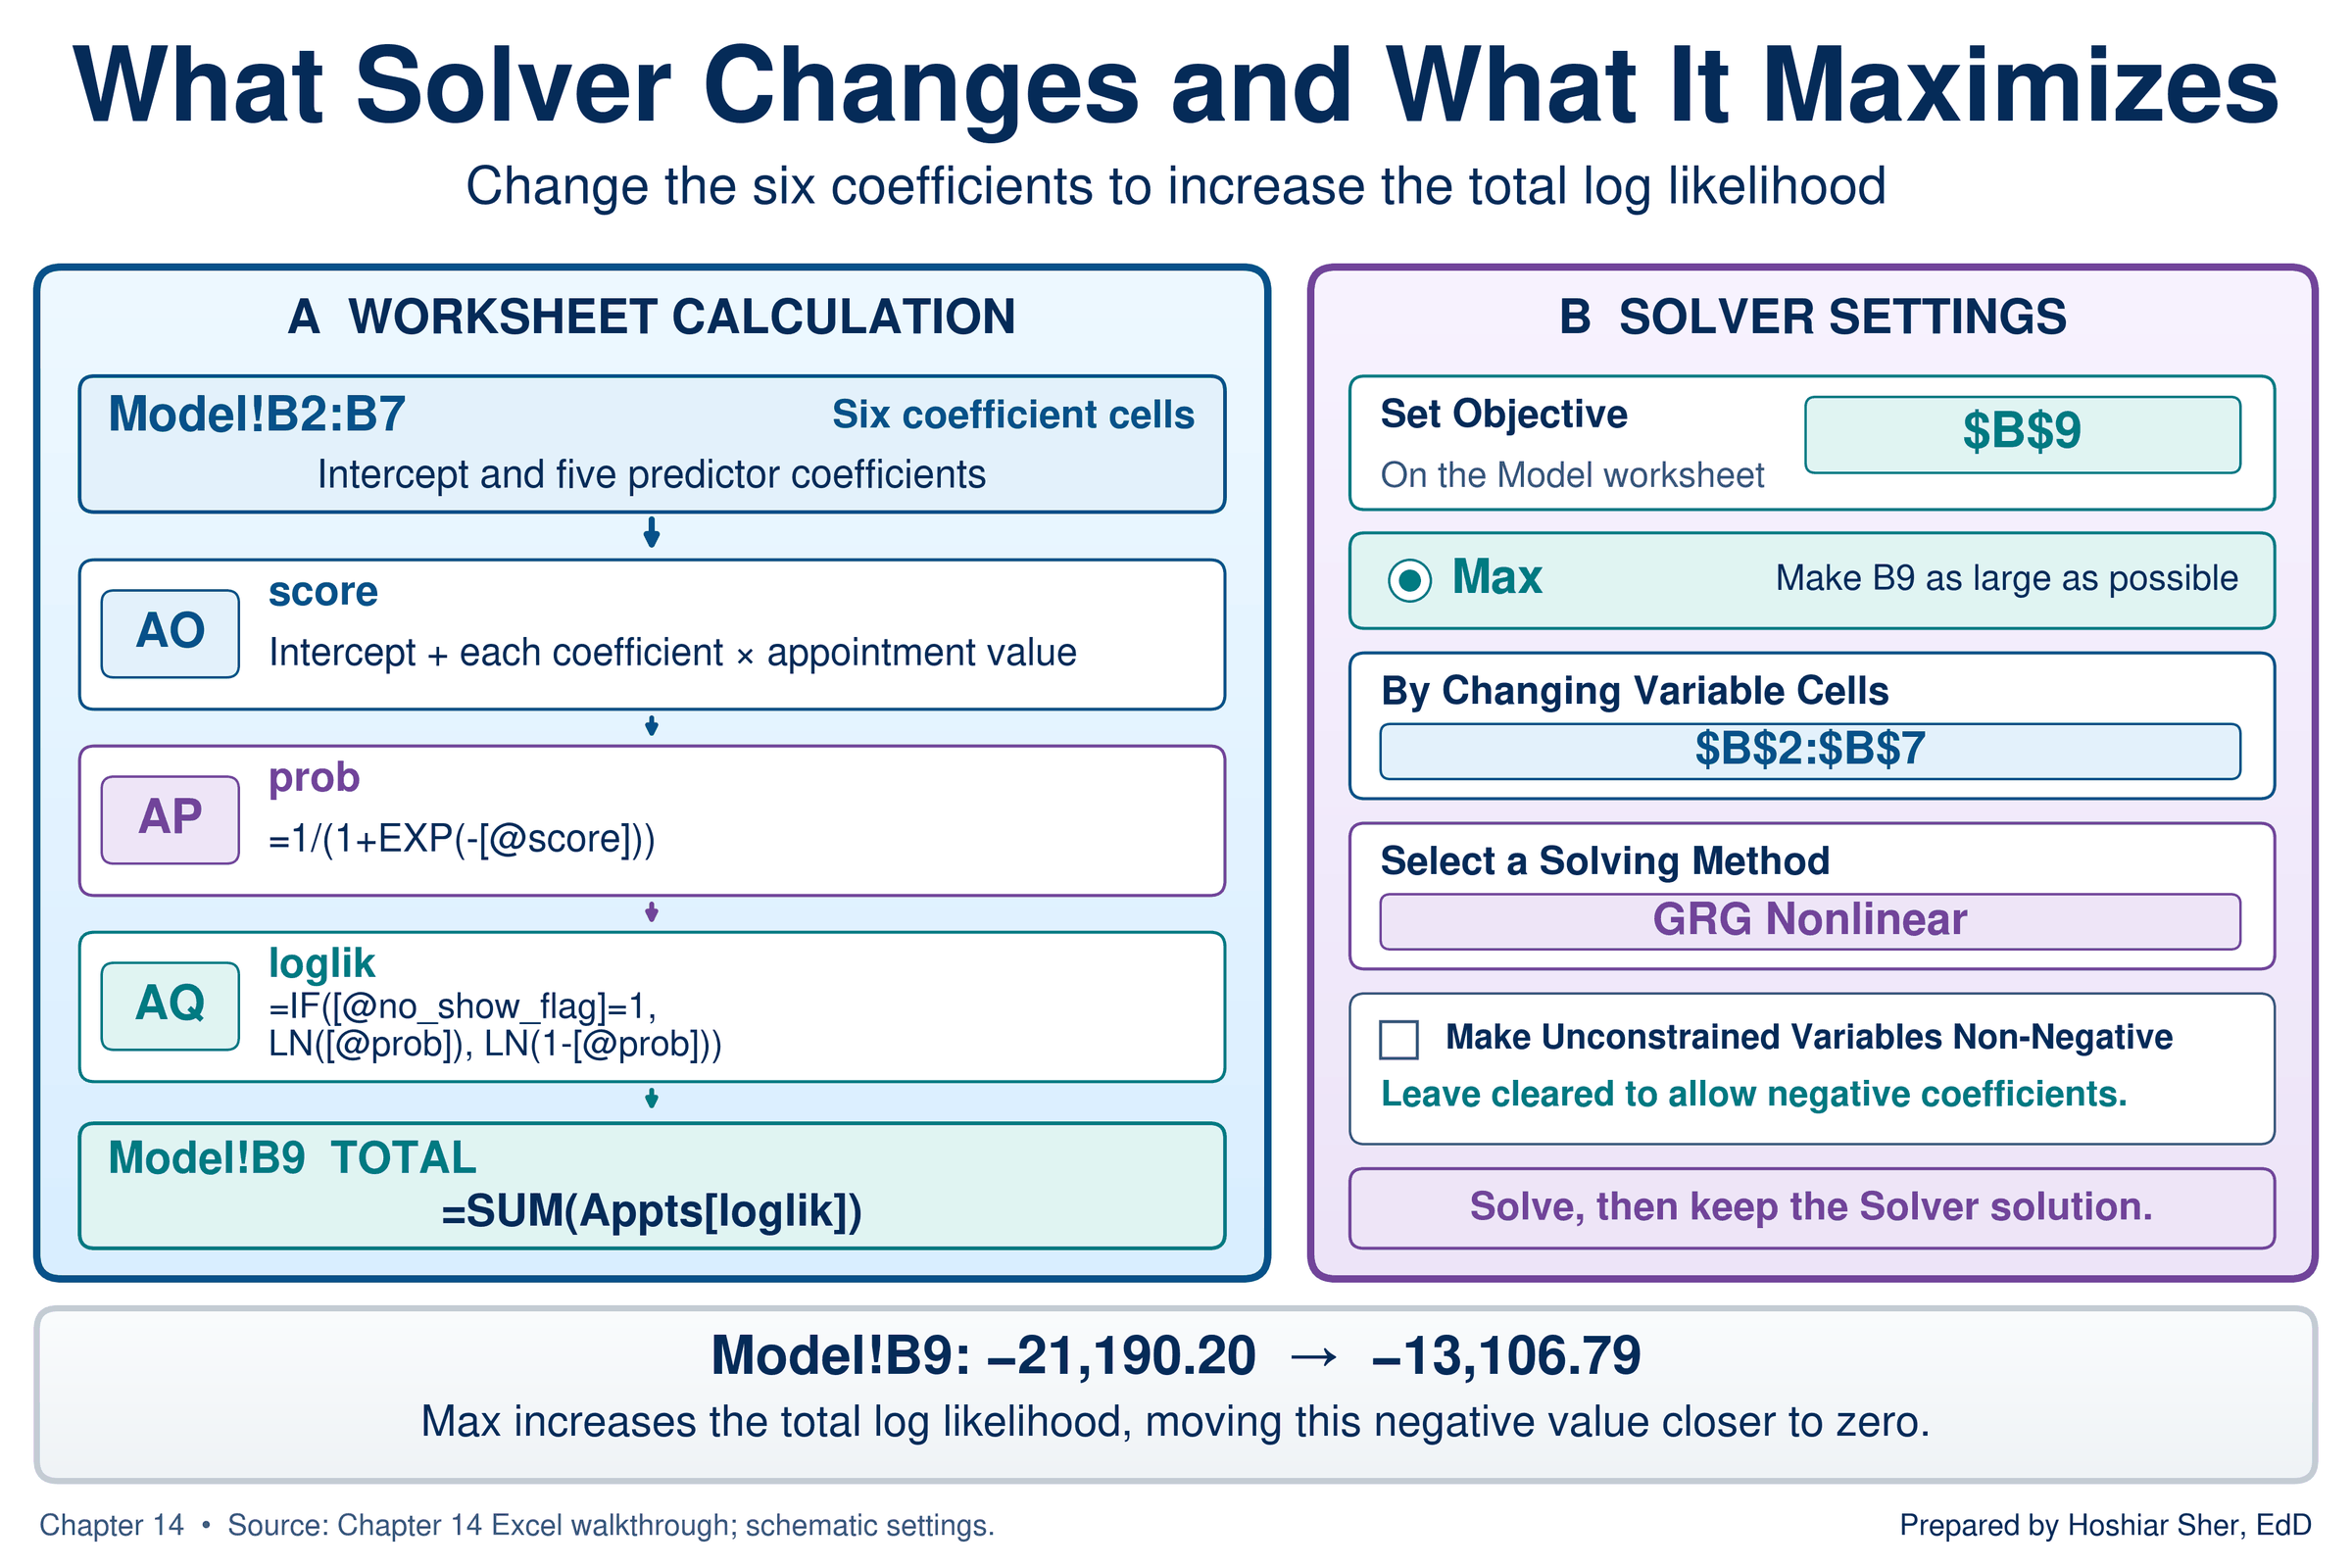 What Solver Changes and What It Maximizes
Change the six coefficients to increase the total log likelihood
A WORKSHEET CALCULATION
Model!B2:B7 Six coefficient cells
Intercept and five predictor coefficients
AO
score
Intercept + each coefficient × appointment value
AP
prob
=1/(1+EXP(-[@score]))
AQ
loglik
=IF([@no_show_flag]=1,
LN([@prob]), LN(1-[@prob]))
Model!B9 TOTAL
=SUM(Appts[loglik])
B SOLVER SETTINGS
Set Objective
$B$9
On the Model worksheet
Max Make B9 as large as possible
By Changing Variable Cells
$B$2:$B$7
Select a Solving Method
GRG Nonlinear
Make Unconstrained Variables Non-Negative
Leave cleared to allow negative coefficients.
Solve, then keep the Solver solution.
Model!B9: −21,190.20 → −13,106.79
Max increases the total log likelihood, moving this negative value closer to zero.
Chapter 14 • Source: Chapter 14 Excel walkthrough; schematic settings.
Prepared by Hoshiar Sher, EdD